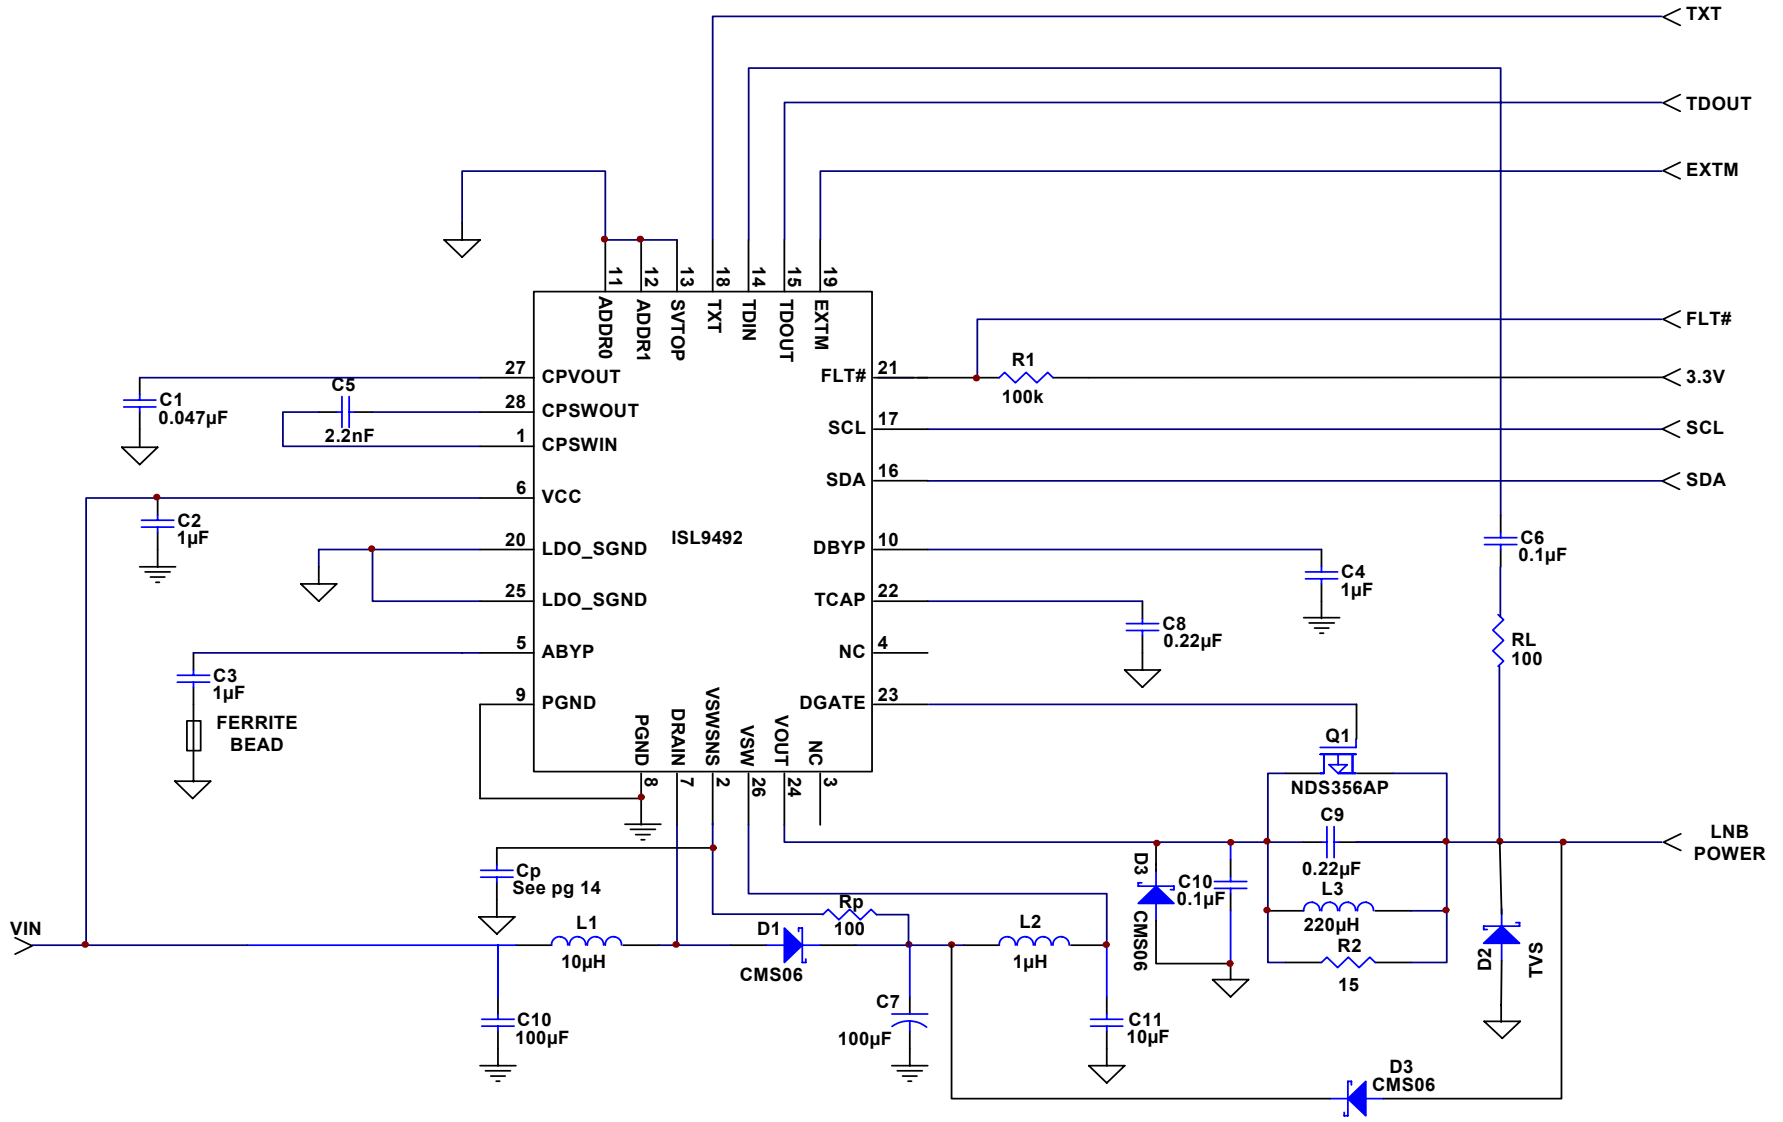 TXT
TDOUT
EXTM
11
12
13
18
14
15
19
ADDR0
ADDR1
SVTOP
TXT
TDIN
TDOUT
EXTM
FLT#
27
CPVOUT
FLT#
21
R1
100k
3.3V
C1
0.047µF
C5
2.2nF
28
CPSWOUT
1
CPSWIN
SCL
17
SCL
SDA
16
SDA
6
VCC
C2
1µF
ISL9492
20
LDO_SGND
DBYP
10
C4
1µF
C6
0.1µF
25
LDO_SGND
TCAP
22
C8
0.22µF
RL
100
5
ABYP
NC
4
C3
1µF
FERRITE
BEAD
9
PGND
DGATE
23
PGND
DRAIN
VSWSNS
VSW
VOUT
NC
8
7
2
26
24
3
Q1
NDS356AP
C9
0.22µF
L3
220µH
R2
15
LNB
POWER
Cp
See pg 14
D3
CMS06
C10
0.1µF
D2
TVS
VIN
L1
10µH
Rp
100
D1
CMS06
L2
1µH
C10
100µF
C7
100µF
C11
10µF
D3
CMS06